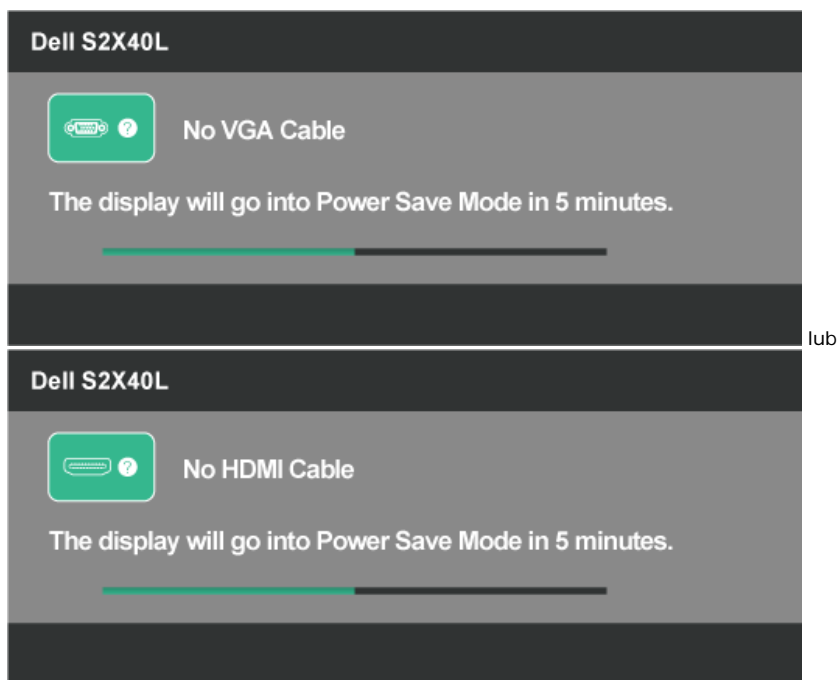 Dell S2X40L
? No VGA Cable
The display will go into Power Save Mode in 5 minutes.
lub
Dell S2X40L
? No HDMI Cable
The display will go into Power Save Mode in 5 minutes.